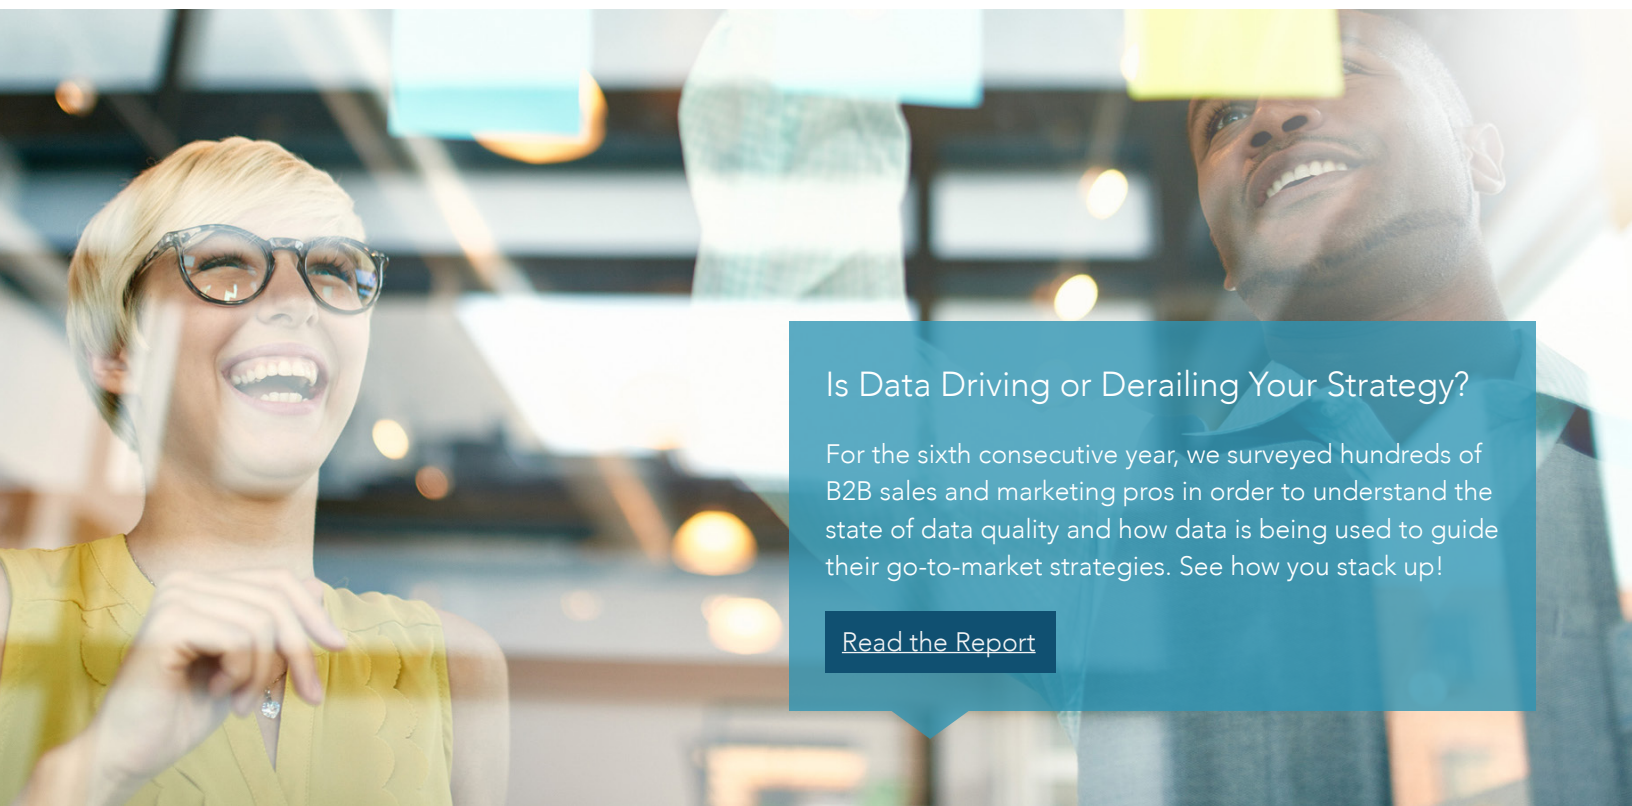 Is Data Driving or Derailing Your Strategy?
For the sixth consecutive year, we surveyed hundreds of
B2B sales and marketing pros in order to understand the
state of data quality and how data is being used to guide
their go-to-market strategies. See how you stack up!
Read the Report